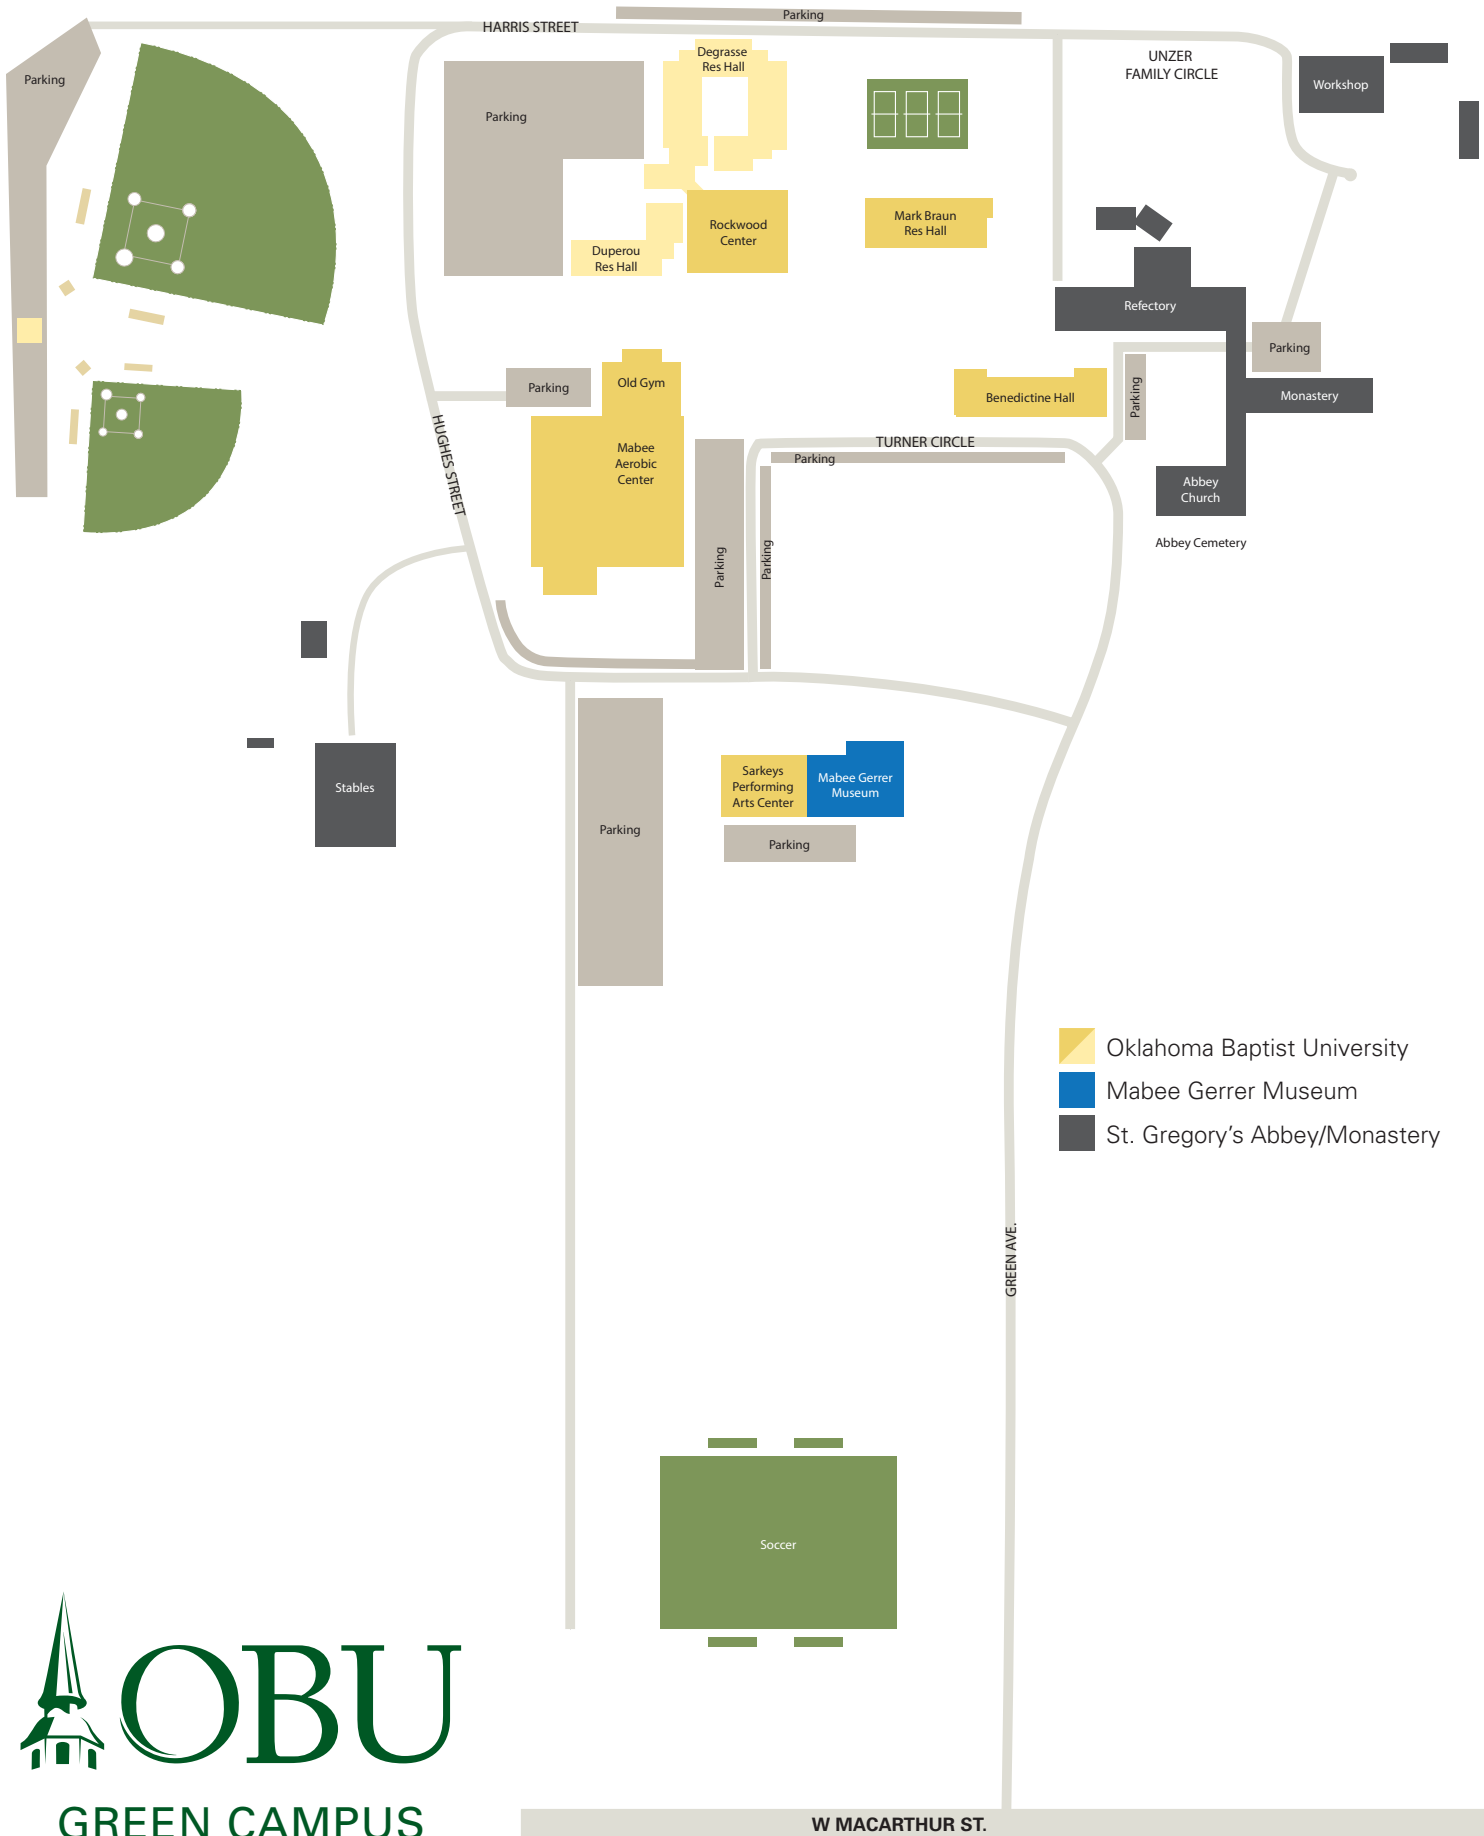 Parking
HARRIS STREET
Degrasse
Res Hall
UNZER
FAMILY CIRCLE
Parking
Workshop
Parking
Mark Braun
Res Hall
Rockwood
Center
Duperou
Res Hall
Refectory
Parking
Old Gym
Parking
Benedictine Hall
Parking
Monastery
HUGHES STREET
TURNER CIRCLE
Mabee
Aerobic
Center
Parking
Abbey
Church
Abbey Cemetery
Parking
Parking
Stables
Sarkeys
Performing
Arts Center
Mabee Gerrer
Museum
Parking
Parking
Oklahoma Baptist University
Mabee Gerrer Museum
St. Gregory's Abbey/Monastery
GREEN AVE.
Soccer
OBU
GREEN CAMPUS
W MACARTHUR ST.